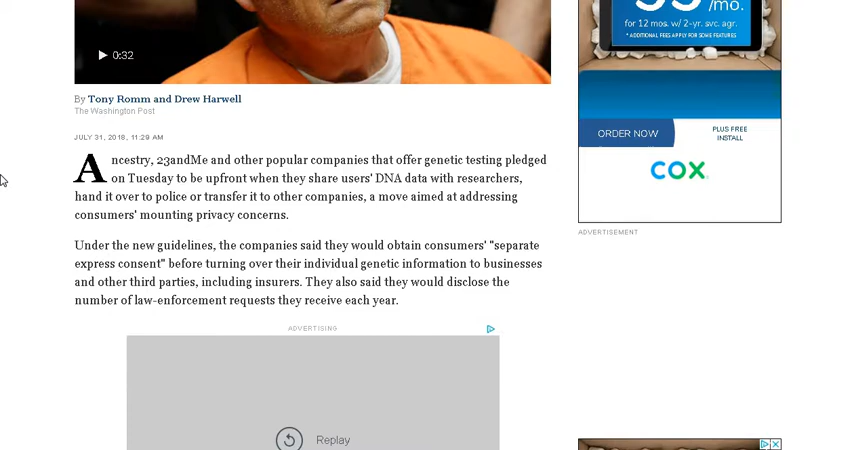 /mo.
for 12 mos. w/ 2-yr. svc. agr.
* ADDITIONAL FEES APPLY FOR SOME FEATURES
0:32
By Tony Romm and Drew Harwell
The Washington Post
ORDER NOW
PLUS FREE
INSTALL
JULY 31, 2018, 11:29 AM
Ancestry, 23andMe and other popular companies that offer genetic testing pledged
on Tuesday to be upfront when they share users' DNA data with researchers,
hand it over to police or transfer it to other companies, a move aimed at addressing
consumers' mounting privacy concerns.
COX
ADVERTISEMENT
Under the new guidelines, the companies said they would obtain consumers' "separate
express consent" before turning over their individual genetic information to businesses
and other third parties, including insurers. They also said they would disclose the
number of law-enforcement requests they receive each year.
ADVERTISING
Replay